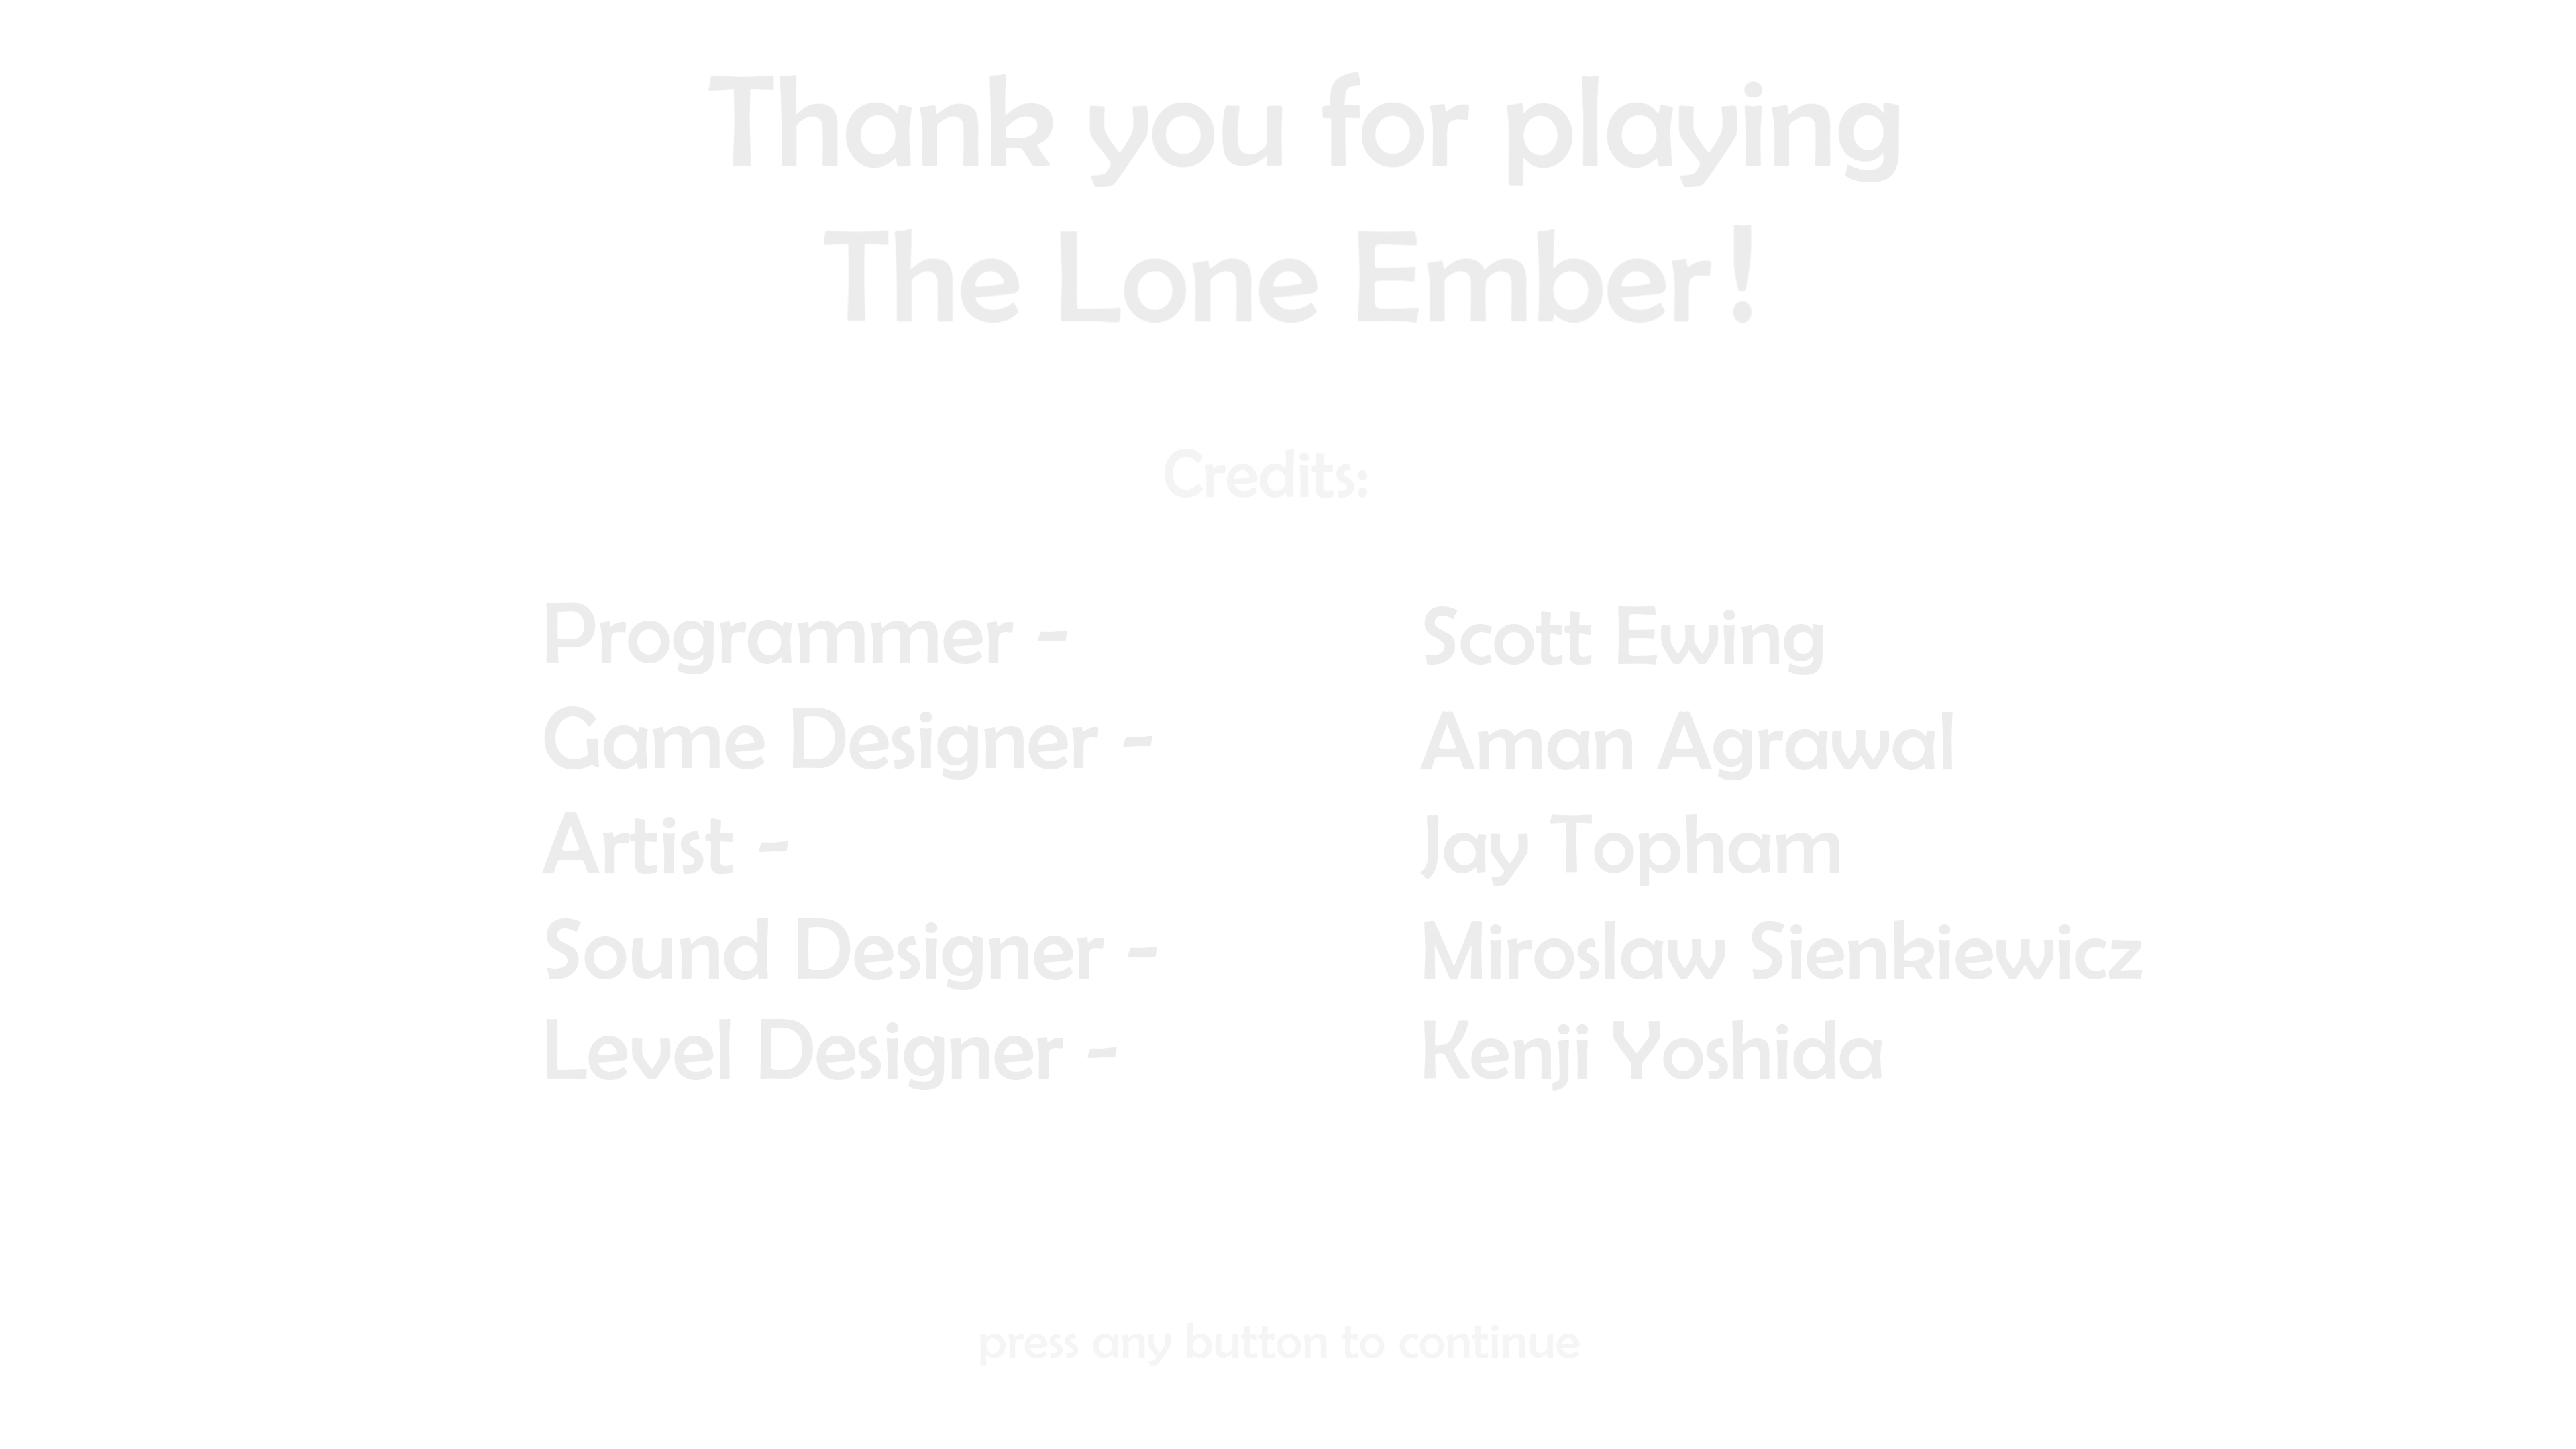 Thank you for playing
The Lone Ember!
Credits:
Programmer - Scott Ewing
Game Designer - Aman Agrawal
Artist - Jay Topham
Sound Designer - Miroslaw Sienkiewicz
Level Designer - Kenji Yoshida
press any button to continue